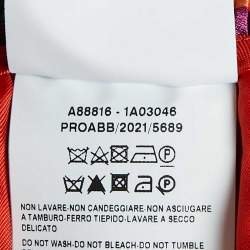 A88816 - 1A03046
PROABB/2021/5689
NON LAVARE-NON CANDEGGIARE-NON ASCIUGARE
A TAMBURO-FERRO TIEPIDO-LAVARE A SECCO
DELICATO
DO NOT WASH-DO NOT BLEACH-DO NOT TUMBLE